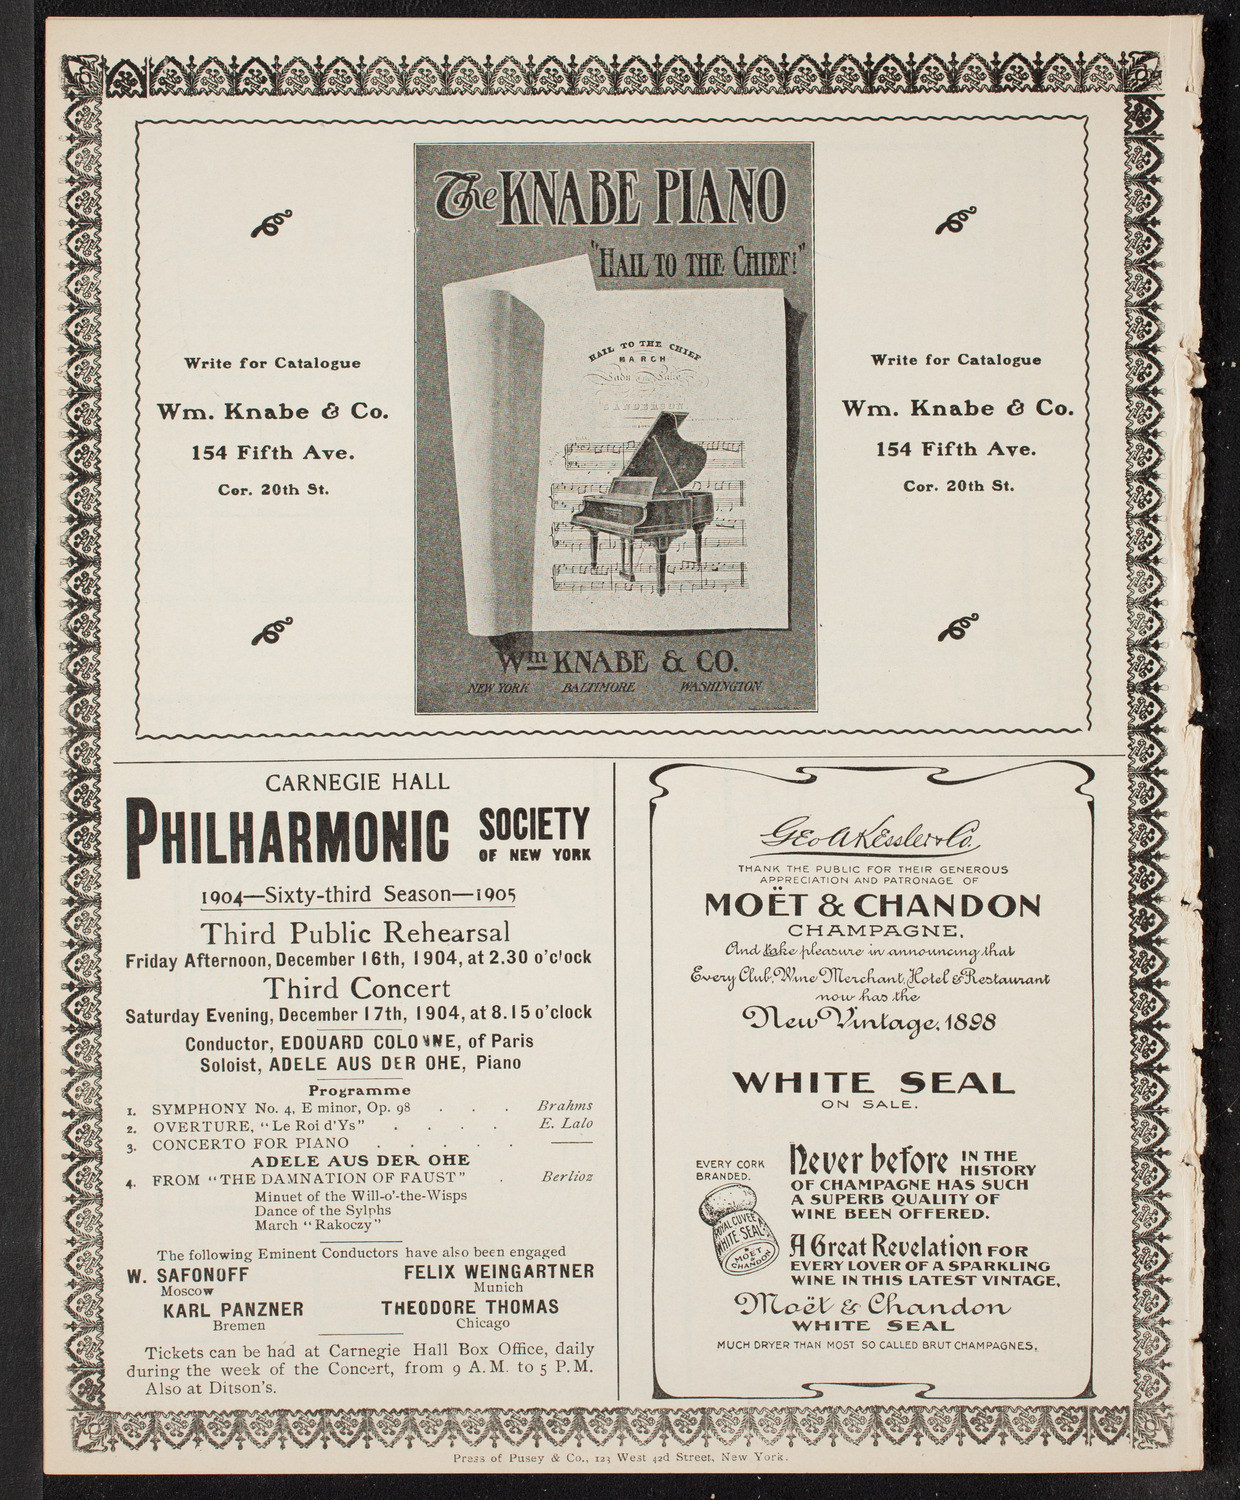 The KNABE PIANO
"HAIL TO THE CHIEF!"
HAIL TO THE CHIEF
MARCH
Lady of the Lake
SANDERSON.
Wm KNABE & CO.
NEW YORK BALTIMORE WASHINGTON
Write for Catalogue
Wm. Knabe & Co.
154 Fifth Ave.
Cor. 20th St.
Write for Catalogue
Wm. Knabe & Co.
154 Fifth Ave.
Cor. 20th St.
CARNEGIE HALL
PHILHARMONIC SOCIETY
OF NEW YORK
1904—Sixty-third Season—1905
Third Public Rehearsal
Friday Afternoon, December 16th, 1904, at 2.30 o'clock
Third Concert
Saturday Evening, December 17th, 1904, at 8.15 o'clock
Conductor, EDOUARD COLONNE, of Paris
Soloist, ADELE AUS DER OHE, Piano
Programme
1. SYMPHONY No. 4, E minor, Op. 98 . . . Brahms
2. OVERTURE, "Le Roi d'Ys" . . . . E. Lalo
3. CONCERTO FOR PIANO . . . . . ——
ADELE AUS DER OHE
4. FROM "THE DAMNATION OF FAUST" . Berlioz
Minuet of the Will-o'-the-Wisps
Dance of the Sylphs
March "Rakoczy"
The following Eminent Conductors have also been engaged
W. SAFONOFF FELIX WEINGARTNER
Moscow Munich
KARL PANZNER THEODORE THOMAS
Bremen Chicago
Tickets can be had at Carnegie Hall Box Office, daily
during the week of the Concert, from 9 A.M. to 5 P.M.
Also at Ditson's.
Geo A Kessler & Co.
THANK THE PUBLIC FOR THEIR GENEROUS
APPRECIATION AND PATRONAGE OF
MOËT & CHANDON
CHAMPAGNE,
And take pleasure in announcing that
Every Club, Wine Merchant, Hotel & Restaurant
now has the
New Vintage, 1898
WHITE SEAL
ON SALE.
EVERY CORK
BRANDED.
WHITE SEAL
MOËT
&
CHANDON
Never before IN THE
HISTORY
OF CHAMPAGNE HAS SUCH
A SUPERB QUALITY OF
WINE BEEN OFFERED.
A Great Revelation FOR
EVERY LOVER OF A SPARKLING
WINE IN THIS LATEST VINTAGE,
Moët & Chandon
WHITE SEAL
MUCH DRYER THAN MOST SO CALLED BRUT CHAMPAGNES.
Press of Pusey & Co., 123 West 42d Street, New York.